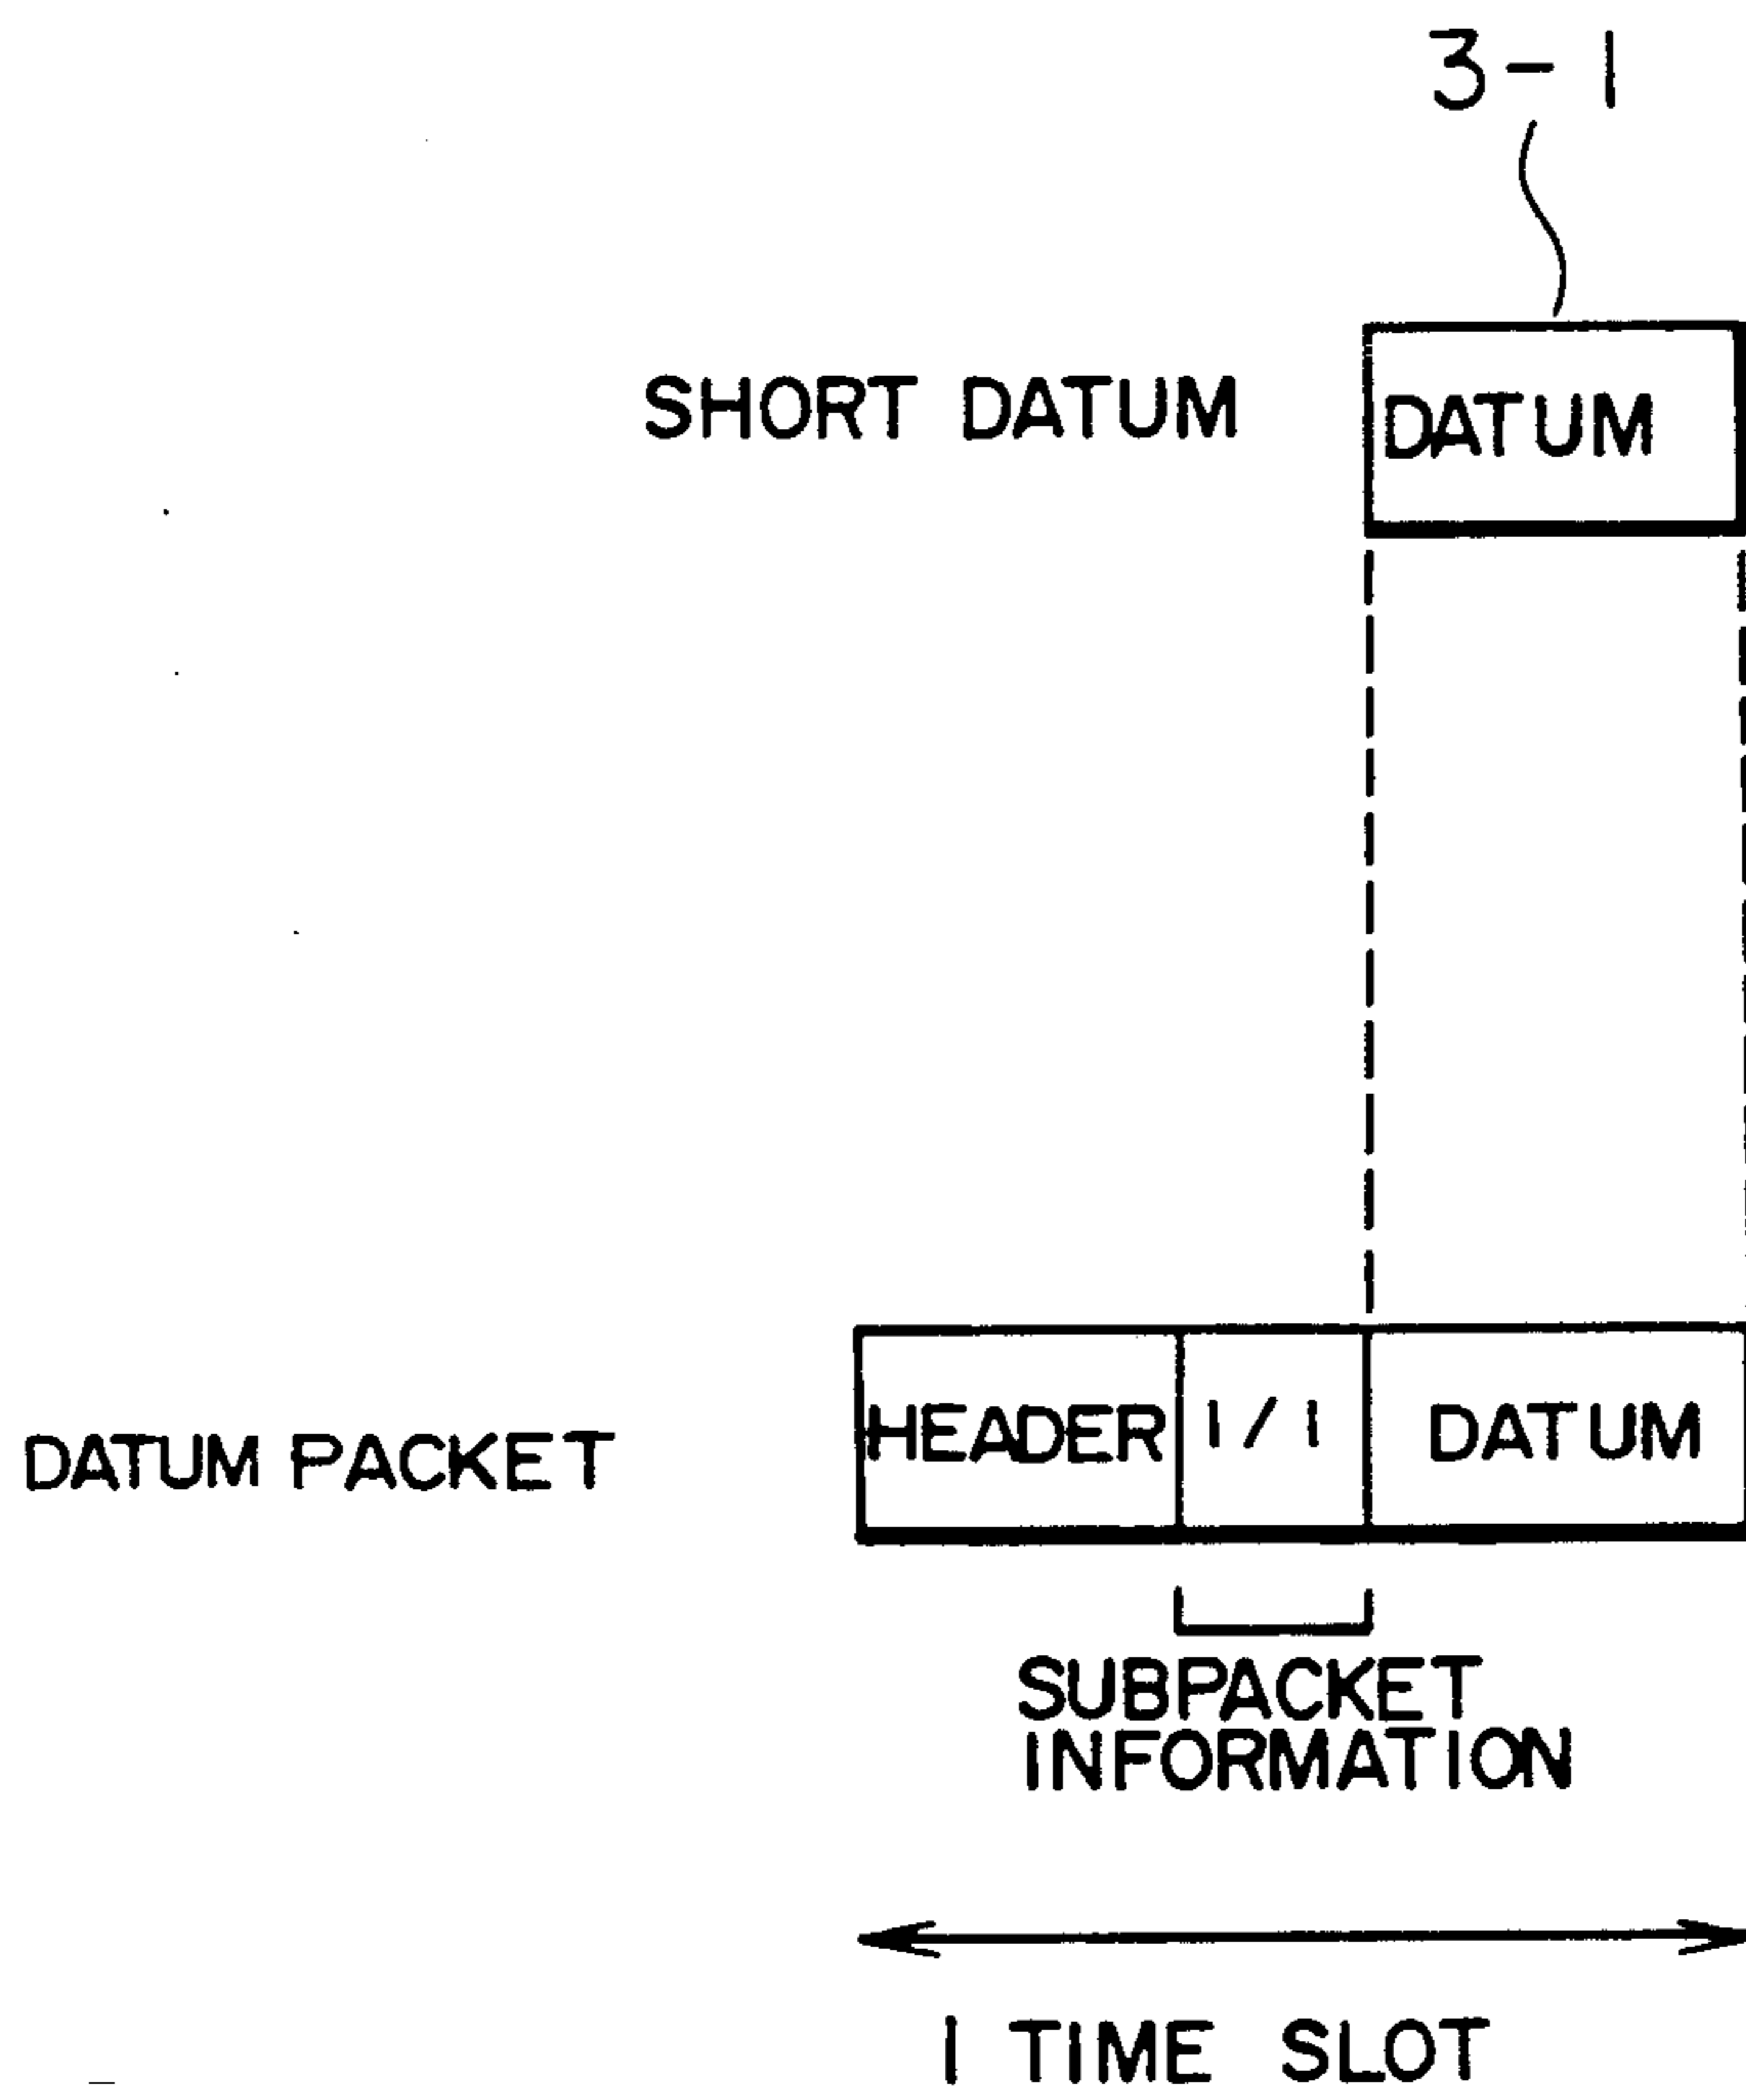 3-1
SHORT DATUM
DATUM
DATUM PACKET
HEADER
1/1
DATUM
SUBPACKET
INFORMATION
1 TIME SLOT